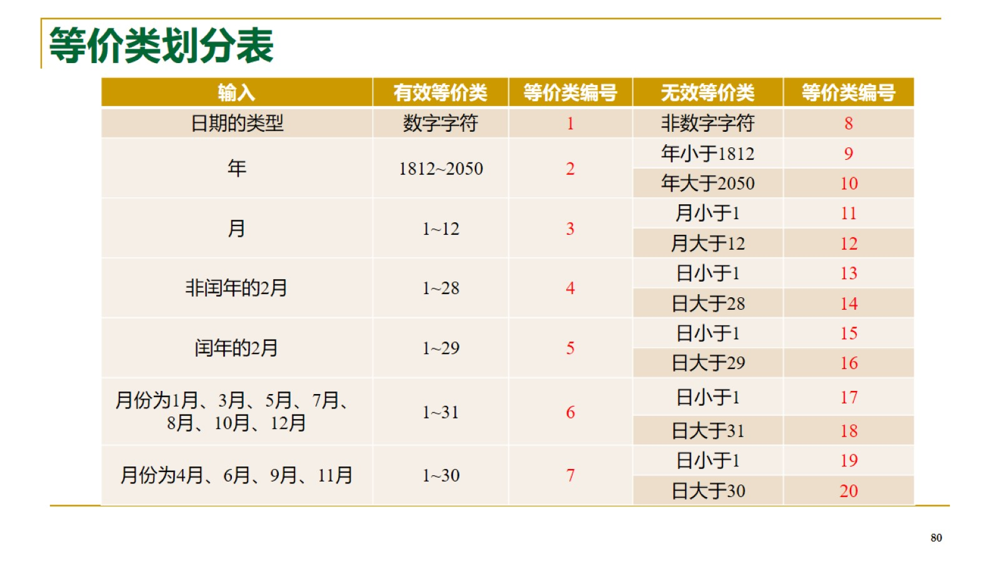 等价类划分表
输入 有效等价类 等价类编号 无效等价类 等价类编号
日期的类型 数字字符 1 非数字字符 8
年 1812~2050 2 年小于1812 9
年大于2050 10
月 1~12 3 月小于1 11
月大于12 12
非闰年的2月 1~28 4 日小于1 13
日大于28 14
闰年的2月 1~29 5 日小于1 15
日大于29 16
月份为1月、3月、5月、7月、
8月、10月、12月 1~31 6 日小于1 17
日大于31 18
月份为4月、6月、9月、11月 1~30 7 日小于1 19
日大于30 20
80